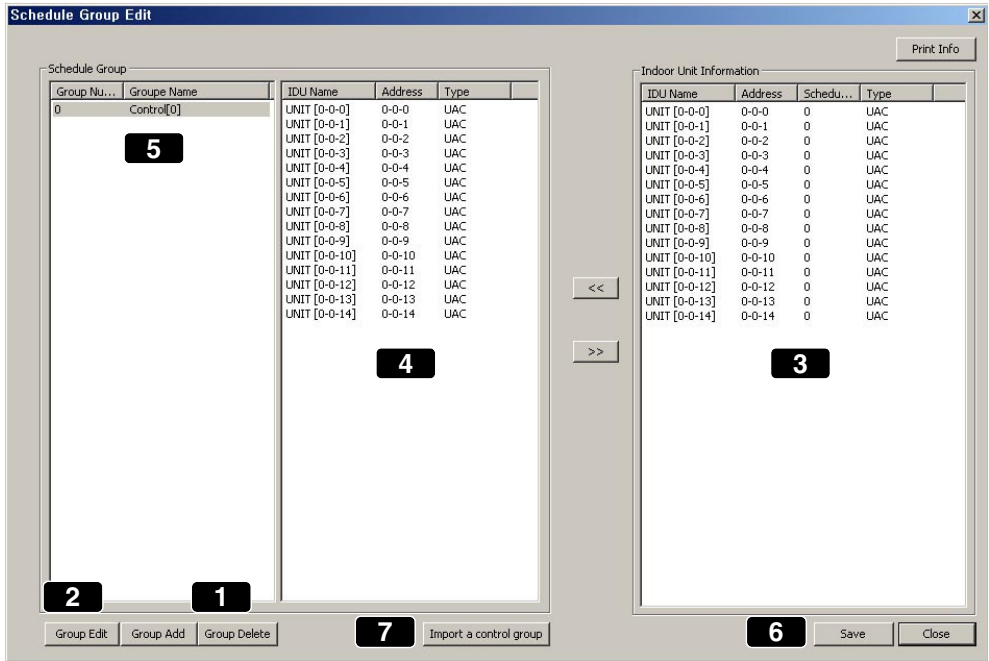 Schedule Group Edit
Print Info
Schedule Group
Group Nu... Groupe Name
0 Control[0]
5
IDU Name Address Type
UNIT [0-0-0] 0-0-0 UAC
UNIT [0-0-1] 0-0-1 UAC
UNIT [0-0-2] 0-0-2 UAC
UNIT [0-0-3] 0-0-3 UAC
UNIT [0-0-4] 0-0-4 UAC
UNIT [0-0-5] 0-0-5 UAC
UNIT [0-0-6] 0-0-6 UAC
UNIT [0-0-7] 0-0-7 UAC
UNIT [0-0-8] 0-0-8 UAC
UNIT [0-0-9] 0-0-9 UAC
UNIT [0-0-10] 0-0-10 UAC
UNIT [0-0-11] 0-0-11 UAC
UNIT [0-0-12] 0-0-12 UAC
UNIT [0-0-13] 0-0-13 UAC
UNIT [0-0-14] 0-0-14 UAC
4
<<
>>
Indoor Unit Information
IDU Name Address Schedu... Type
UNIT [0-0-0] 0-0-0 0 UAC
UNIT [0-0-1] 0-0-1 0 UAC
UNIT [0-0-2] 0-0-2 0 UAC
UNIT [0-0-3] 0-0-3 0 UAC
UNIT [0-0-4] 0-0-4 0 UAC
UNIT [0-0-5] 0-0-5 0 UAC
UNIT [0-0-6] 0-0-6 0 UAC
UNIT [0-0-7] 0-0-7 0 UAC
UNIT [0-0-8] 0-0-8 0 UAC
UNIT [0-0-9] 0-0-9 0 UAC
UNIT [0-0-10] 0-0-10 0 UAC
UNIT [0-0-11] 0-0-11 0 UAC
UNIT [0-0-12] 0-0-12 0 UAC
UNIT [0-0-13] 0-0-13 0 UAC
UNIT [0-0-14] 0-0-14 0 UAC
3
2 1
Group Edit Group Add Group Delete
7 Import a control group
6 Save Close